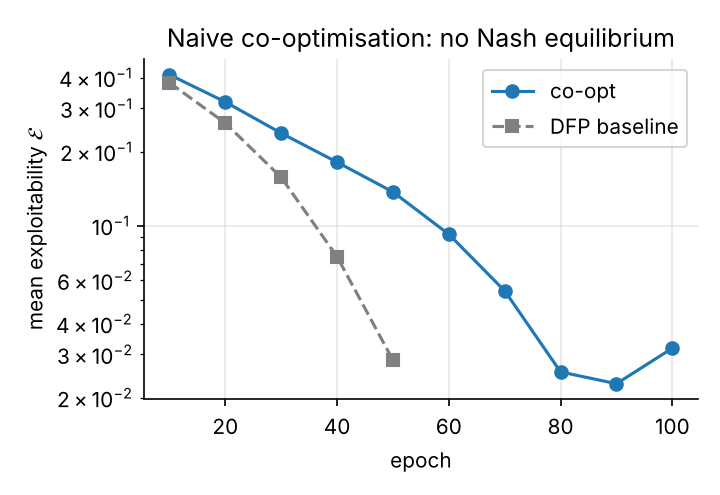 Naive co-optimisation: no Nash equilibrium
co-opt
DFP baseline
mean exploitability ℰ
4 × 10⁻¹
3 × 10⁻¹
2 × 10⁻¹
10⁻¹
6 × 10⁻²
4 × 10⁻²
3 × 10⁻²
2 × 10⁻²
20 40 60 80 100
epoch